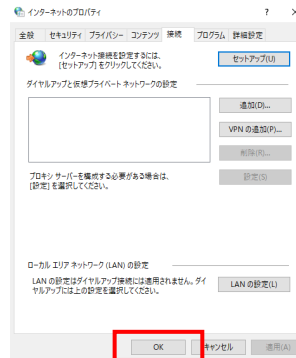 インターネットのプロパティ ? ×
全般 セキュリティ プライバシー コンテンツ 接続 プログラム 詳細設定
インターネット接続を設定するには、
[セットアップ] をクリックしてください。
セットアップ(U)
ダイヤルアップと仮想プライベート ネットワークの設定
追加(D)...
VPN の追加(P)...
削除(R)...
プロキシ サーバーを構成する必要がある場合は、
[設定] を選択してください。
設定(S)
ローカル エリア ネットワーク (LAN) の設定
LAN の設定はダイヤルアップ接続には適用されません。ダイ
ヤルアップには上の設定を選択してください。
LAN の設定(L)
OK キャンセル 適用(A)